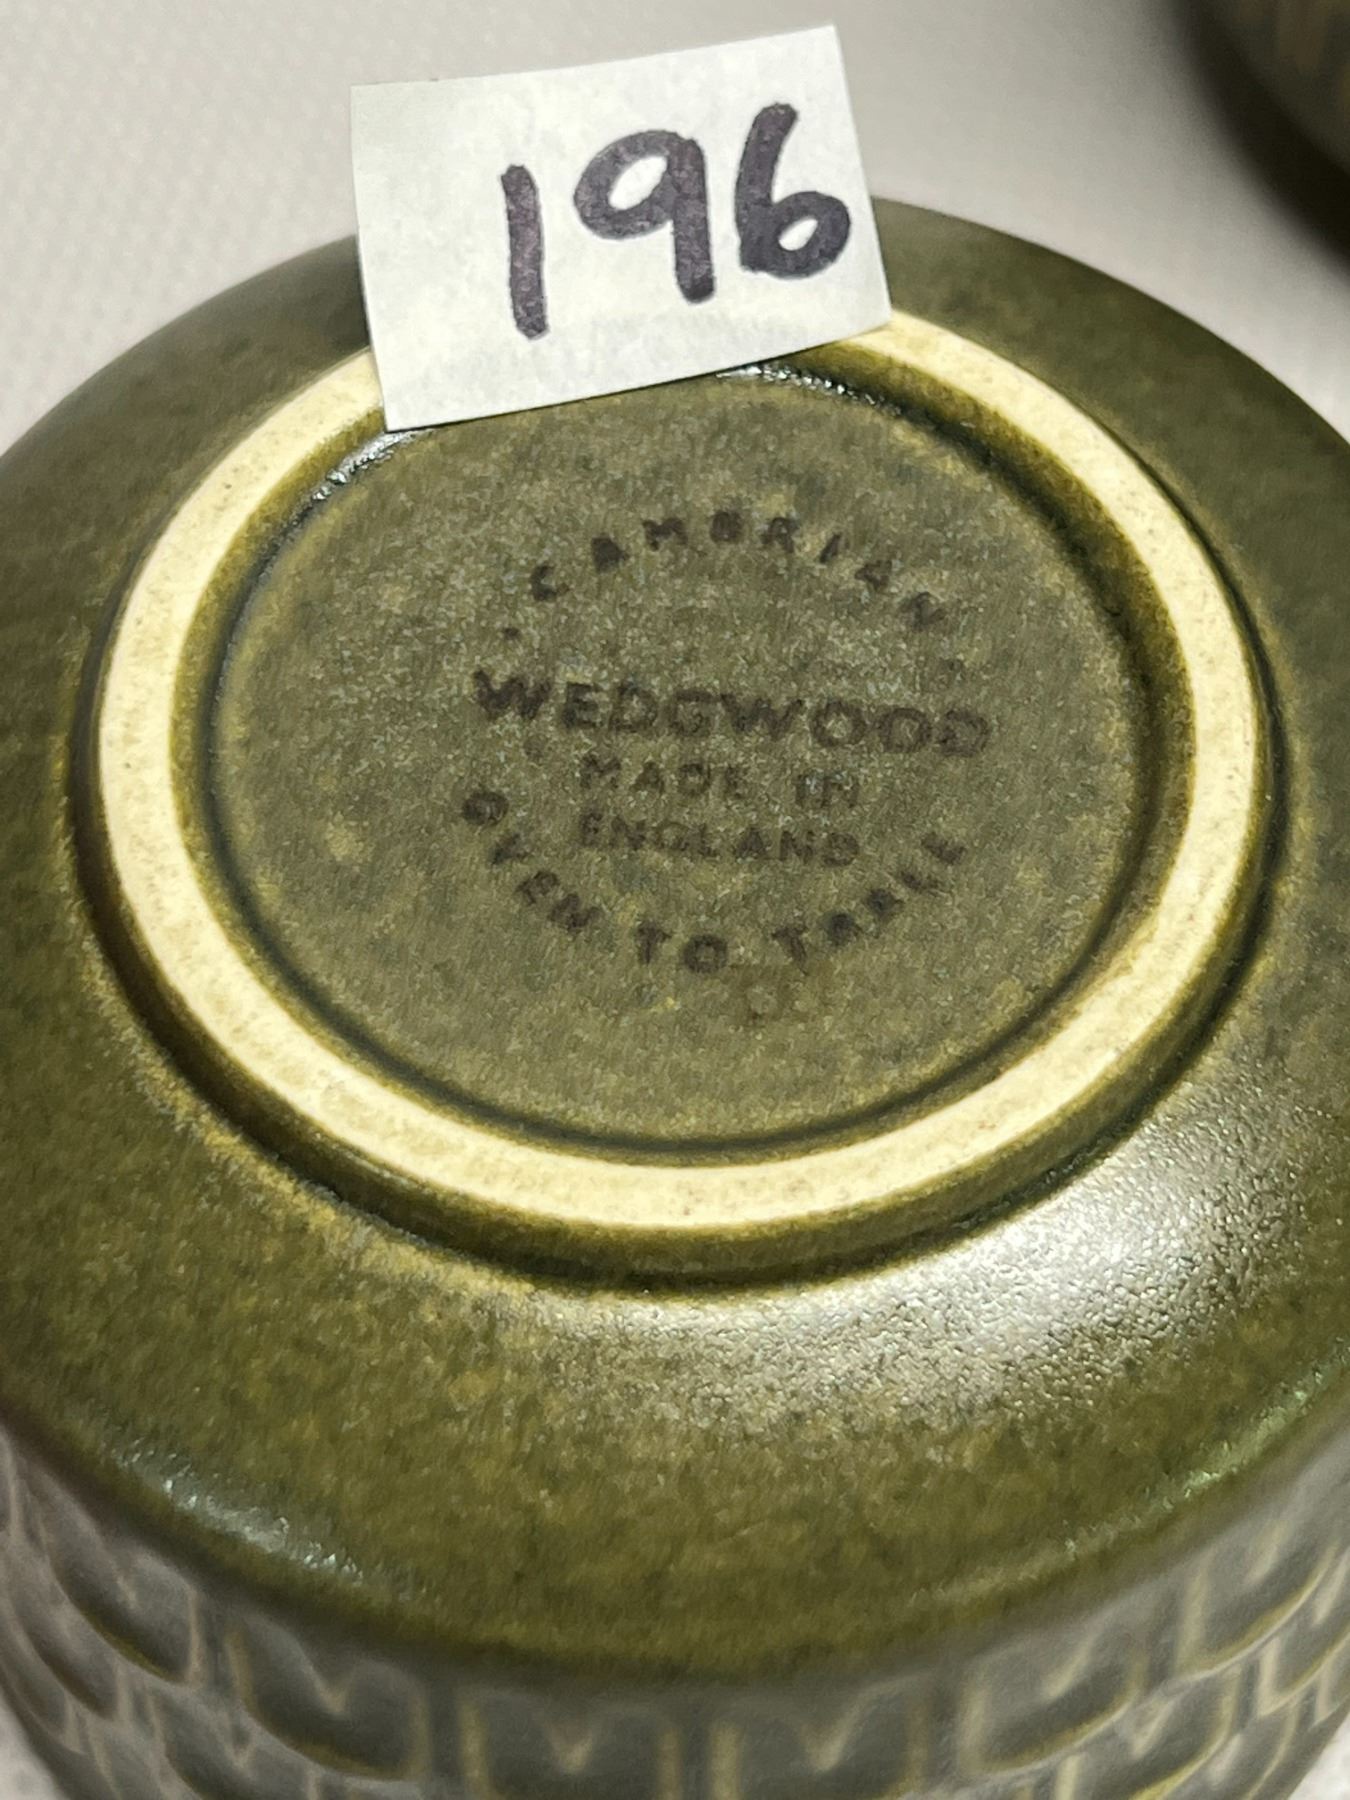 196
CAMBRIAN
WEDGWOOD
MADE IN
ENGLAND
OVEN TO TABLE